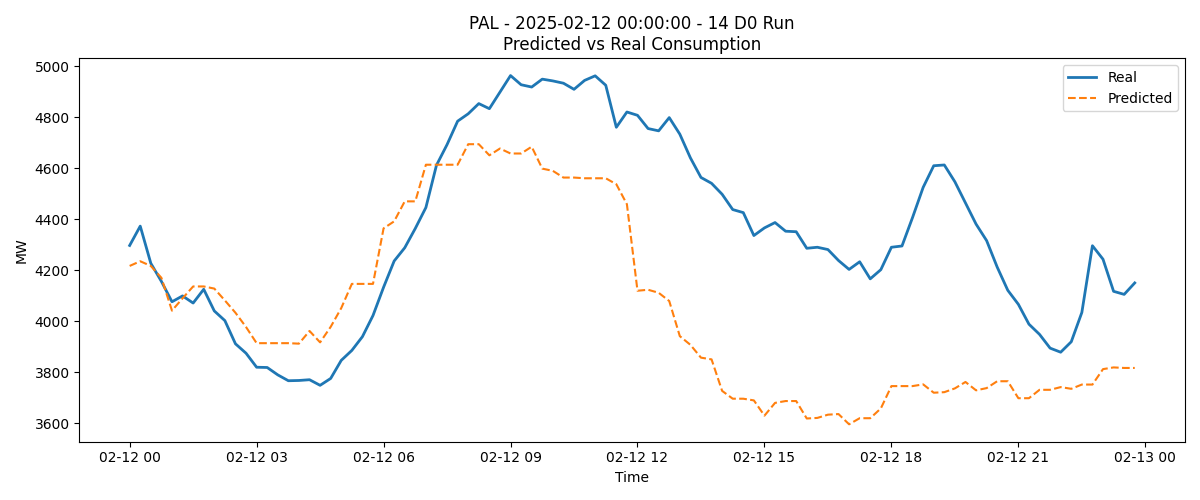 PAL - 2025-02-12 00:00:00 - 14 D0 Run
Predicted vs Real Consumption
Real
Predicted
MW
5000
4800
4600
4400
4200
4000
3800
3600
02-12 00
02-12 03
02-12 06
02-12 09
02-12 12
02-12 15
02-12 18
02-12 21
02-13 00
Time